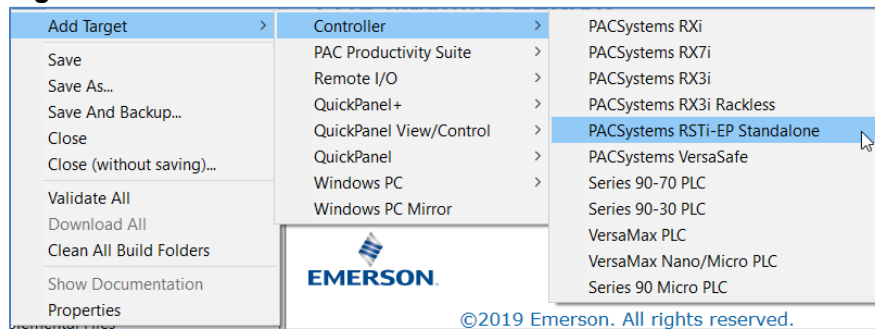 Add Target
Save
Save As...
Save And Backup...
Close
Close (without saving)...
Validate All
Download All
Clean All Build Folders
Show Documentation
Properties
Controller
PAC Productivity Suite
Remote I/O
QuickPanel+
QuickPanel View/Control
QuickPanel
Windows PC
Windows PC Mirror
PACSystems RXi
PACSystems RX7i
PACSystems RX3i
PACSystems RX3i Rackless
PACSystems RSTi-EP Standalone
PACSystems VersaSafe
Series 90-70 PLC
Series 90-30 PLC
VersaMax PLC
VersaMax Nano/Micro PLC
Series 90 Micro PLC
EMERSON.
©2019 Emerson. All rights reserved.